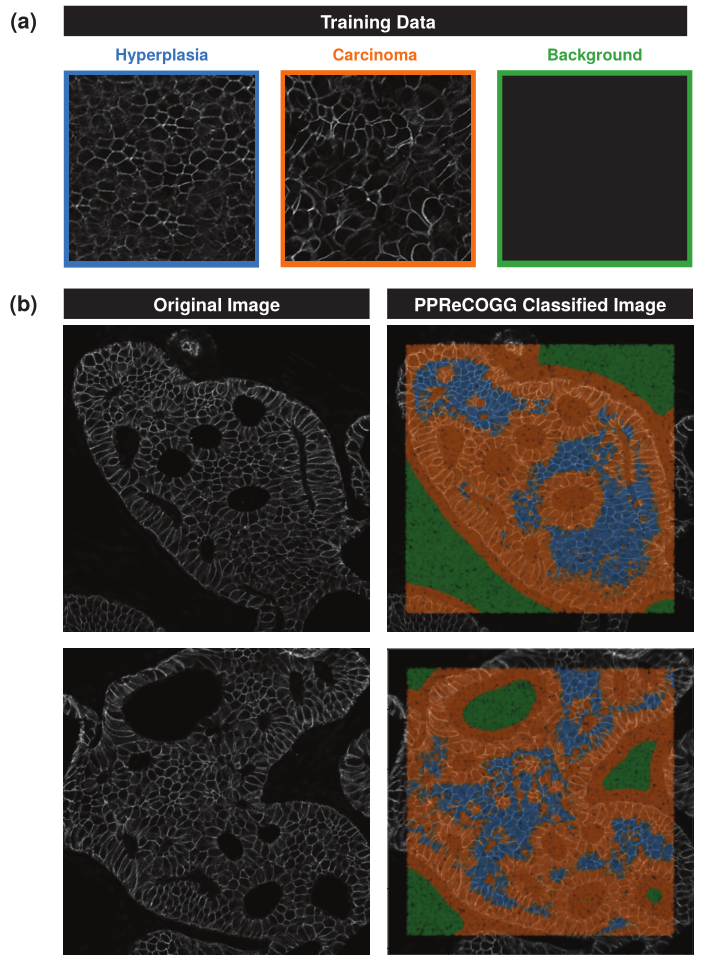 (a)
Training Data
Hyperplasia
Carcinoma
Background
(b)
Original Image
PPReCOGG Classified Image